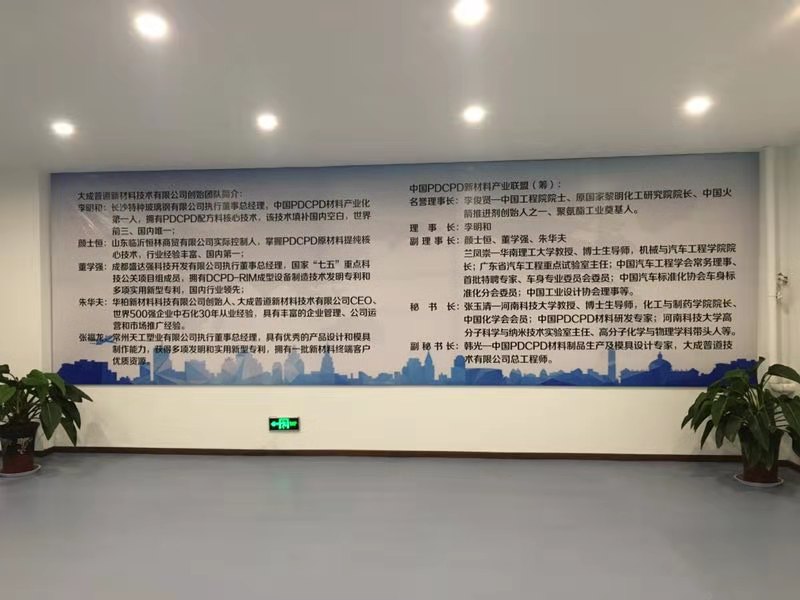 大成普道新材料技术有限公司创始团队简介：
李明和：长沙特种玻璃钢有限公司执行董事总经理，中国PDCPD材料产业化
第一人，拥有PDCPD配方料核心技术，该技术填补国内空白，世界
前三、国内唯一；
颜士恒：山东临沂恒林商贸有限公司实际控制人，掌握PDCPD原材料提纯核
心技术，行业经验丰富、国内第一；
董学强：成都盛达强科技开发有限公司执行董事总经理，国家“七五”重点科
技公关项目组成员，拥有DCPD-RIM成型设备制造技术发明专利和
多项实用新型专利，国内行业领先；
朱华夫：华柏新材料科技有限公司创始人、大成普道新材料技术有限公司CEO、
世界500强企业中石化30年从业经验，具有丰富的企业管理、公司运
营和市场推广经验。
张福龙：常州天工塑业有限公司执行董事总经理，具有优秀的产品设计和模具
制作能力，获得多项发明和实用新型专利，拥有一批新材料终端客户
优质资源。
中国PDCPD新材料产业联盟（筹）：
名誉理事长：李俊贤—中国工程院院士、原国家黎明化工研究院院长、中国火
箭推进剂创始人之一、聚氨酯工业奠基人。
理 事 长：李明和
副 理 事 长：颜士恒、董学强、朱华夫
兰凤崇—华南理工大学教授、博士生导师，机械与汽车工程学院院
长；广东省汽车工程重点试验室主任；中国汽车工程学会常务理事、
首批特聘专家、车身专业委员会委员；中国汽车标准化协会车身标
准化分会委员；中国工业设计协会理事等。
秘 书 长：张玉清—河南科技大学教授、博士生导师，化工与制药学院院长、
中国化学会会员；中国PDCPD材料研发专家；河南科技大学高
分子科学与纳米技术实验室主任、高分子化学与物理学科带头人等。
副 秘 书 长：韩光—中国PDCPD材料制品生产及模具设计专家，大成普道技
术有限公司总工程师。